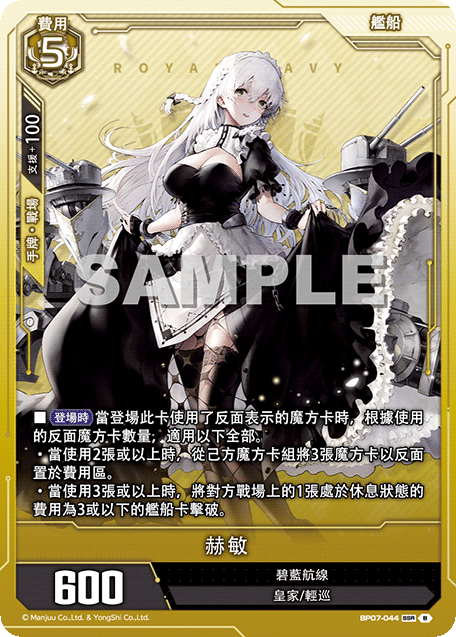 費用
5
艦船
ROYAL NAVY
支援+100
手牌・戰場
SAMPLE
■ 登場時 當登場此卡使用了反面表示的魔方卡時，根據使用
的反面魔方卡數量，適用以下全部。
・當使用2張或以上時，從己方魔方卡組將3張魔方卡以反面
置於費用區。
・當使用3張或以上時，將對方戰場上的1張處於休息狀態的
費用為3或以下的艦船卡擊破。
赫敏
600
碧藍航線
皇家/輕巡
© Manjuu Co.,Ltd. & YongShi Co.,Ltd.
BP07-044 SSR B